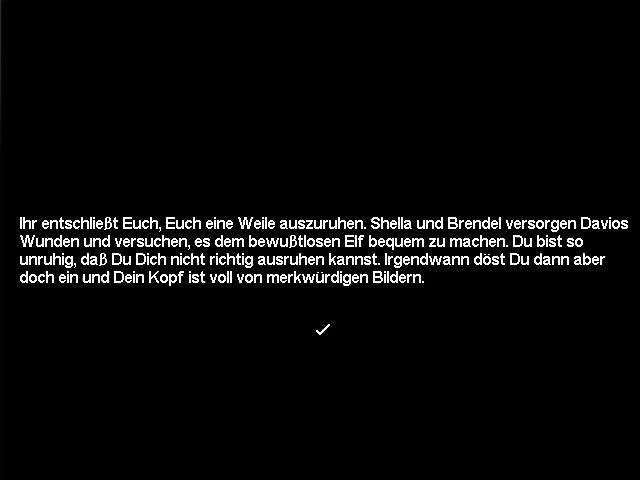 Ihr entschließt Euch, Euch eine Weile auszuruhen. Shella und Brendel versorgen Davios
Wunden und versuchen, es dem bewußtlosen Elf bequem zu machen. Du bist so
unruhig, daß Du Dich nicht richtig ausruhen kannst. Irgendwann döst Du dann aber
doch ein und Dein Kopf ist voll von merkwürdigen Bildern.